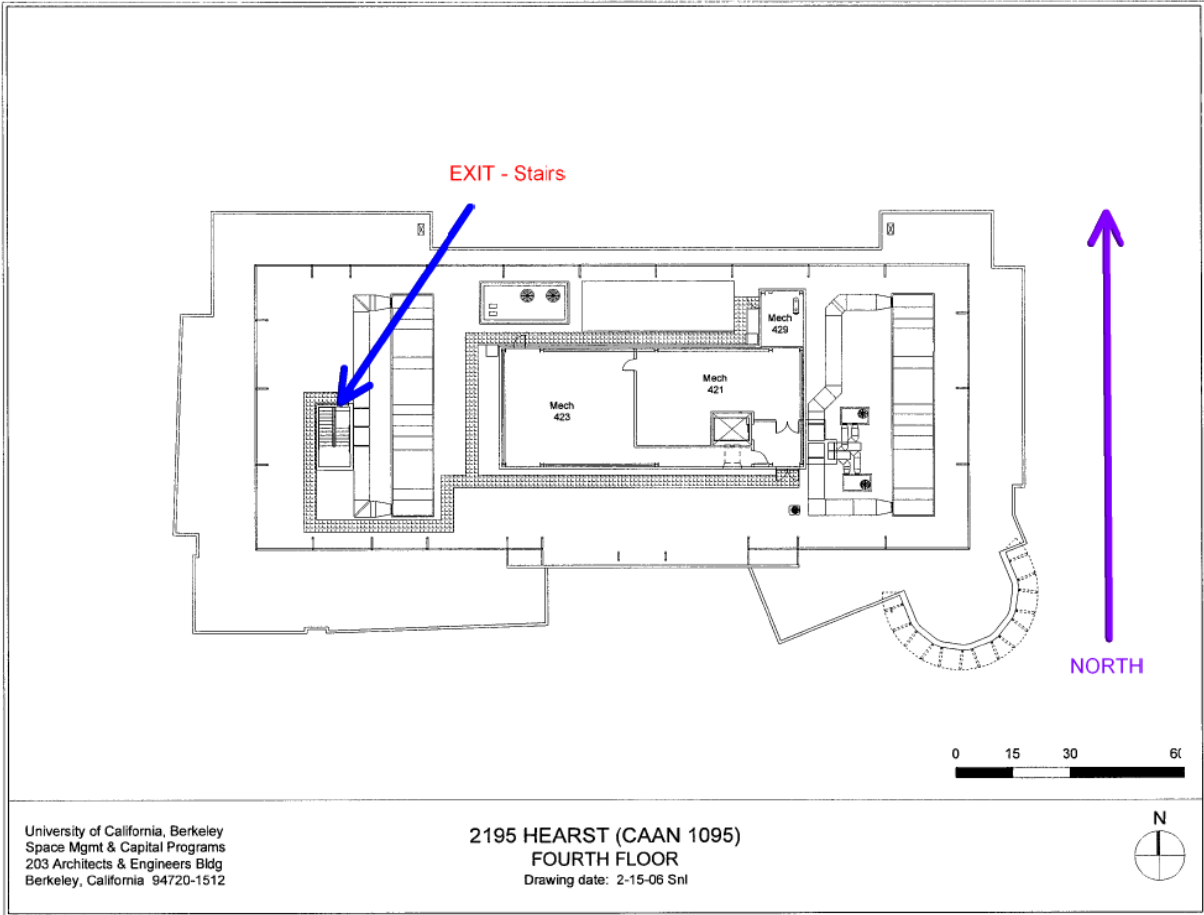 EXIT - Stairs
Mech
429
Mech
421
Mech
423
NORTH
0 15 30 60
University of California, Berkeley
Space Mgmt & Capital Programs
203 Architects & Engineers Bldg
Berkeley, California 94720-1512
2195 HEARST (CAAN 1095)
FOURTH FLOOR
Drawing date: 2-15-06 Snl
N